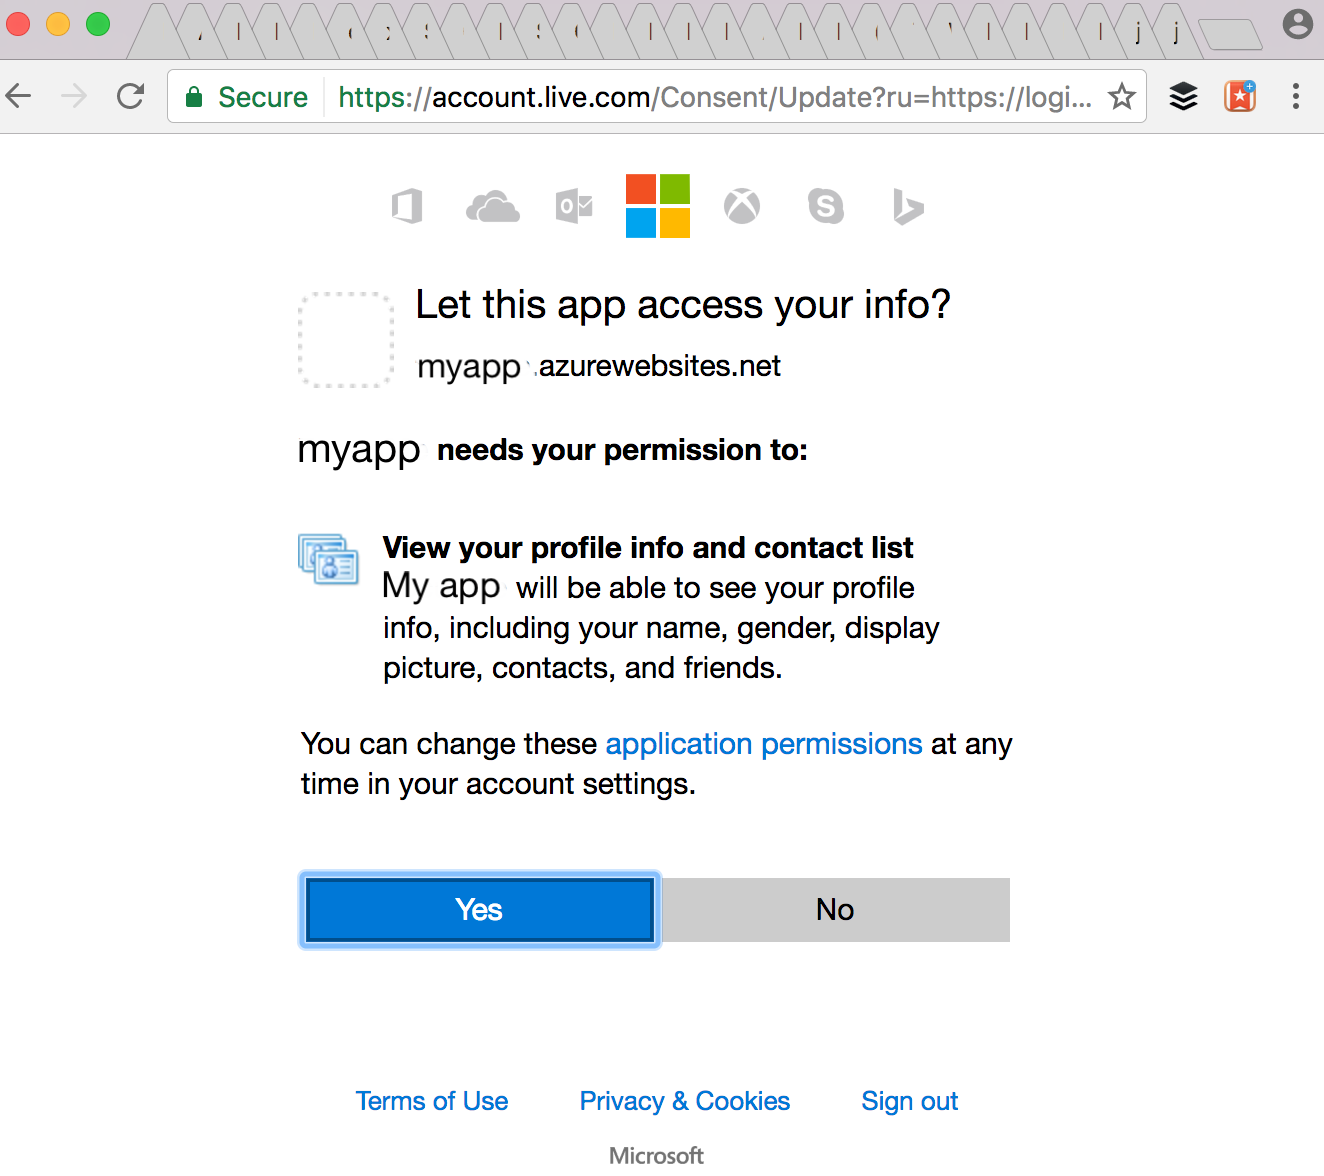 j j
Secure https://account.live.com/Consent/Update?ru=https://logi...
Let this app access your info?
myapp .azurewebsites.net
myapp needs your permission to:
View your profile info and contact list
My app will be able to see your profile
info, including your name, gender, display
picture, contacts, and friends.
You can change these application permissions at any
time in your account settings.
Yes No
Terms of Use Privacy & Cookies Sign out
Microsoft